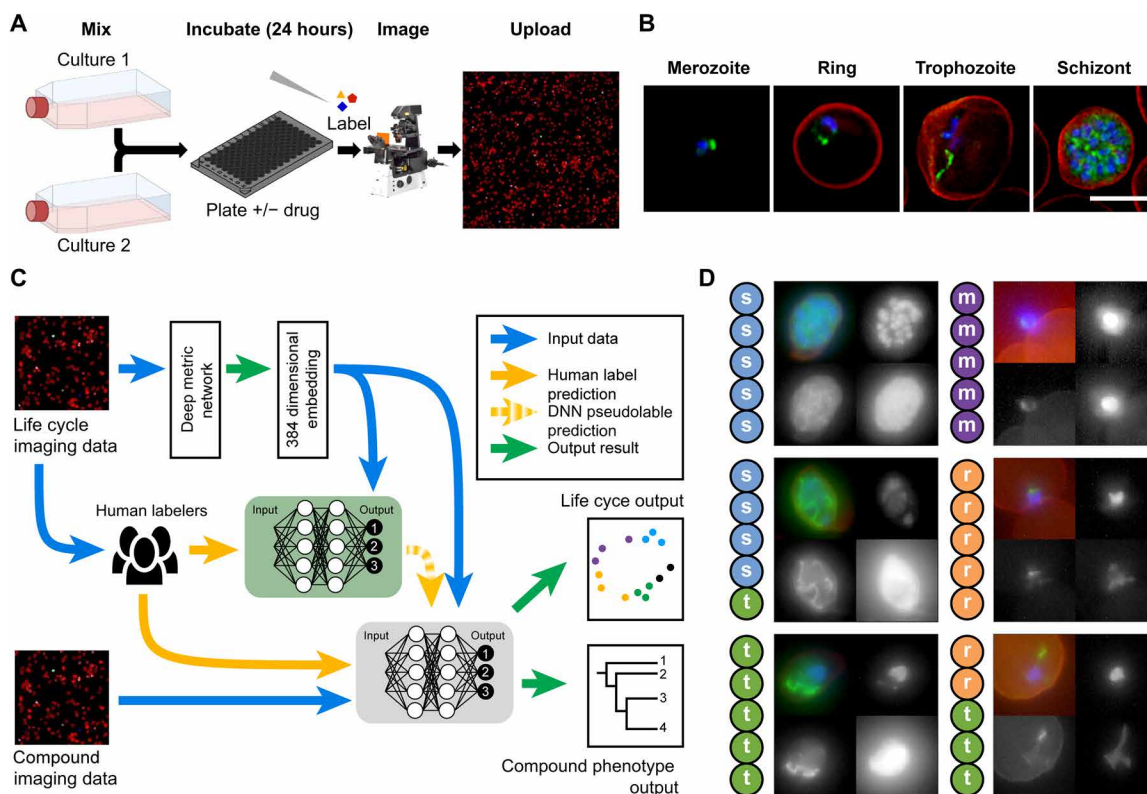 A
Mix
Incubate (24 hours)
Image
Upload
Culture 1
Label
Plate +/− drug
Culture 2
B
Merozoite
Ring
Trophozoite
Schizont
C
Life cycle
imaging data
Deep metric
network
384 dimensional
embedding
Input data
Human label
prediction
DNN pseudolable
prediction
Output result
Human labelers
Input
Output
1
2
3
Life cyce output
Input
Output
1
2
3
1
2
3
4
Compound
imaging data
Compound phenotype
output
D
s
s
s
s
s
m
m
m
m
m
s
s
s
s
t
r
r
r
r
r
t
t
t
t
t
r
r
t
t
t